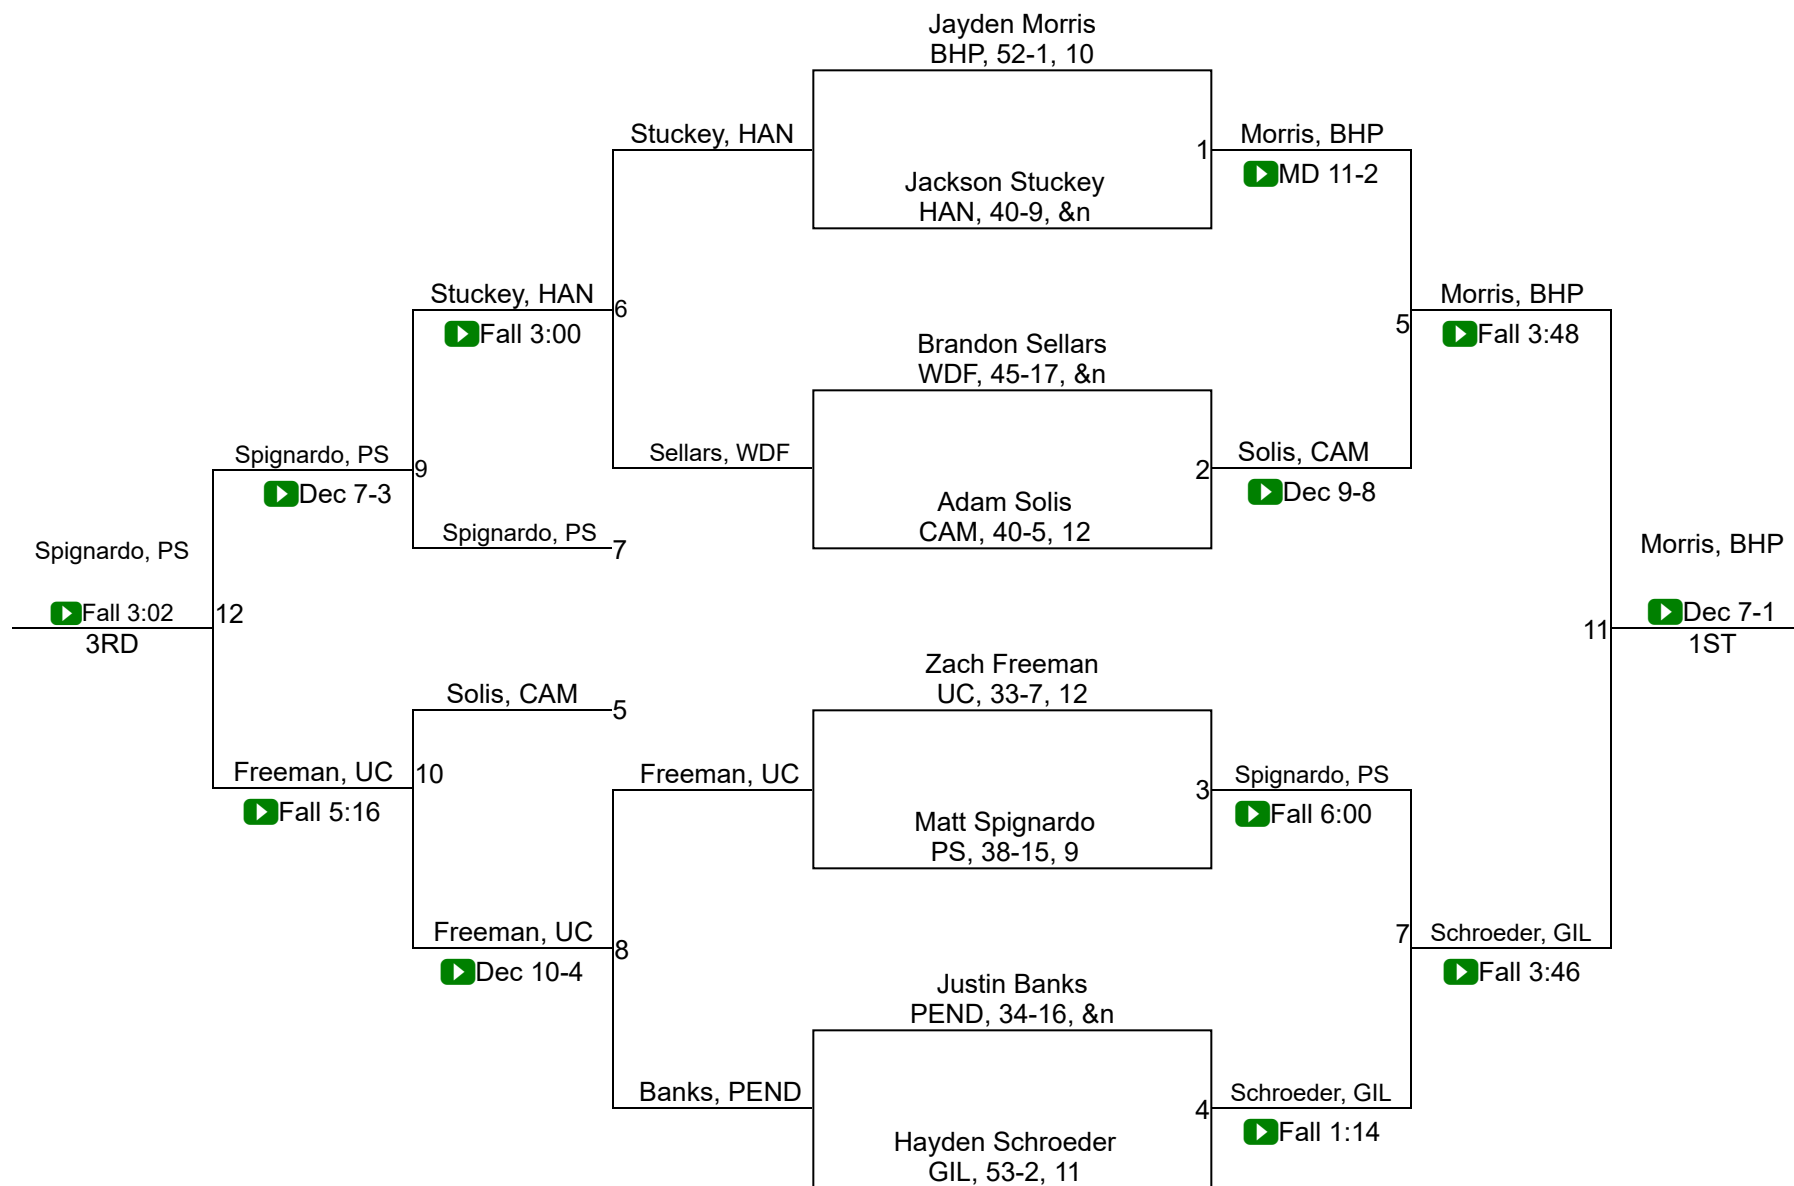 Jayden Morris
BHP, 52-1, 10
Stuckey, HAN
1
Morris, BHP
MD 11-2
Jackson Stuckey
HAN, 40-9, &n
Stuckey, HAN
6
Fall 3:00
Morris, BHP
5
Fall 3:48
Brandon Sellars
WDF, 45-17, &n
Spignardo, PS
9
Dec 7-3
Sellars, WDF
2
Solis, CAM
Dec 9-8
Adam Solis
CAM, 40-5, 12
Spignardo, PS
7
Spignardo, PS
Fall 3:02
12
3RD
Morris, BHP
Dec 7-1
11
1ST
Zach Freeman
UC, 33-7, 12
Solis, CAM
5
Freeman, UC
10
Fall 5:16
Freeman, UC
3
Spignardo, PS
Fall 6:00
Matt Spignardo
PS, 38-15, 9
Freeman, UC
8
Dec 10-4
7
Schroeder, GIL
Fall 3:46
Justin Banks
PEND, 34-16, &n
Banks, PEND
4
Schroeder, GIL
Fall 1:14
Hayden Schroeder
GIL, 53-2, 11